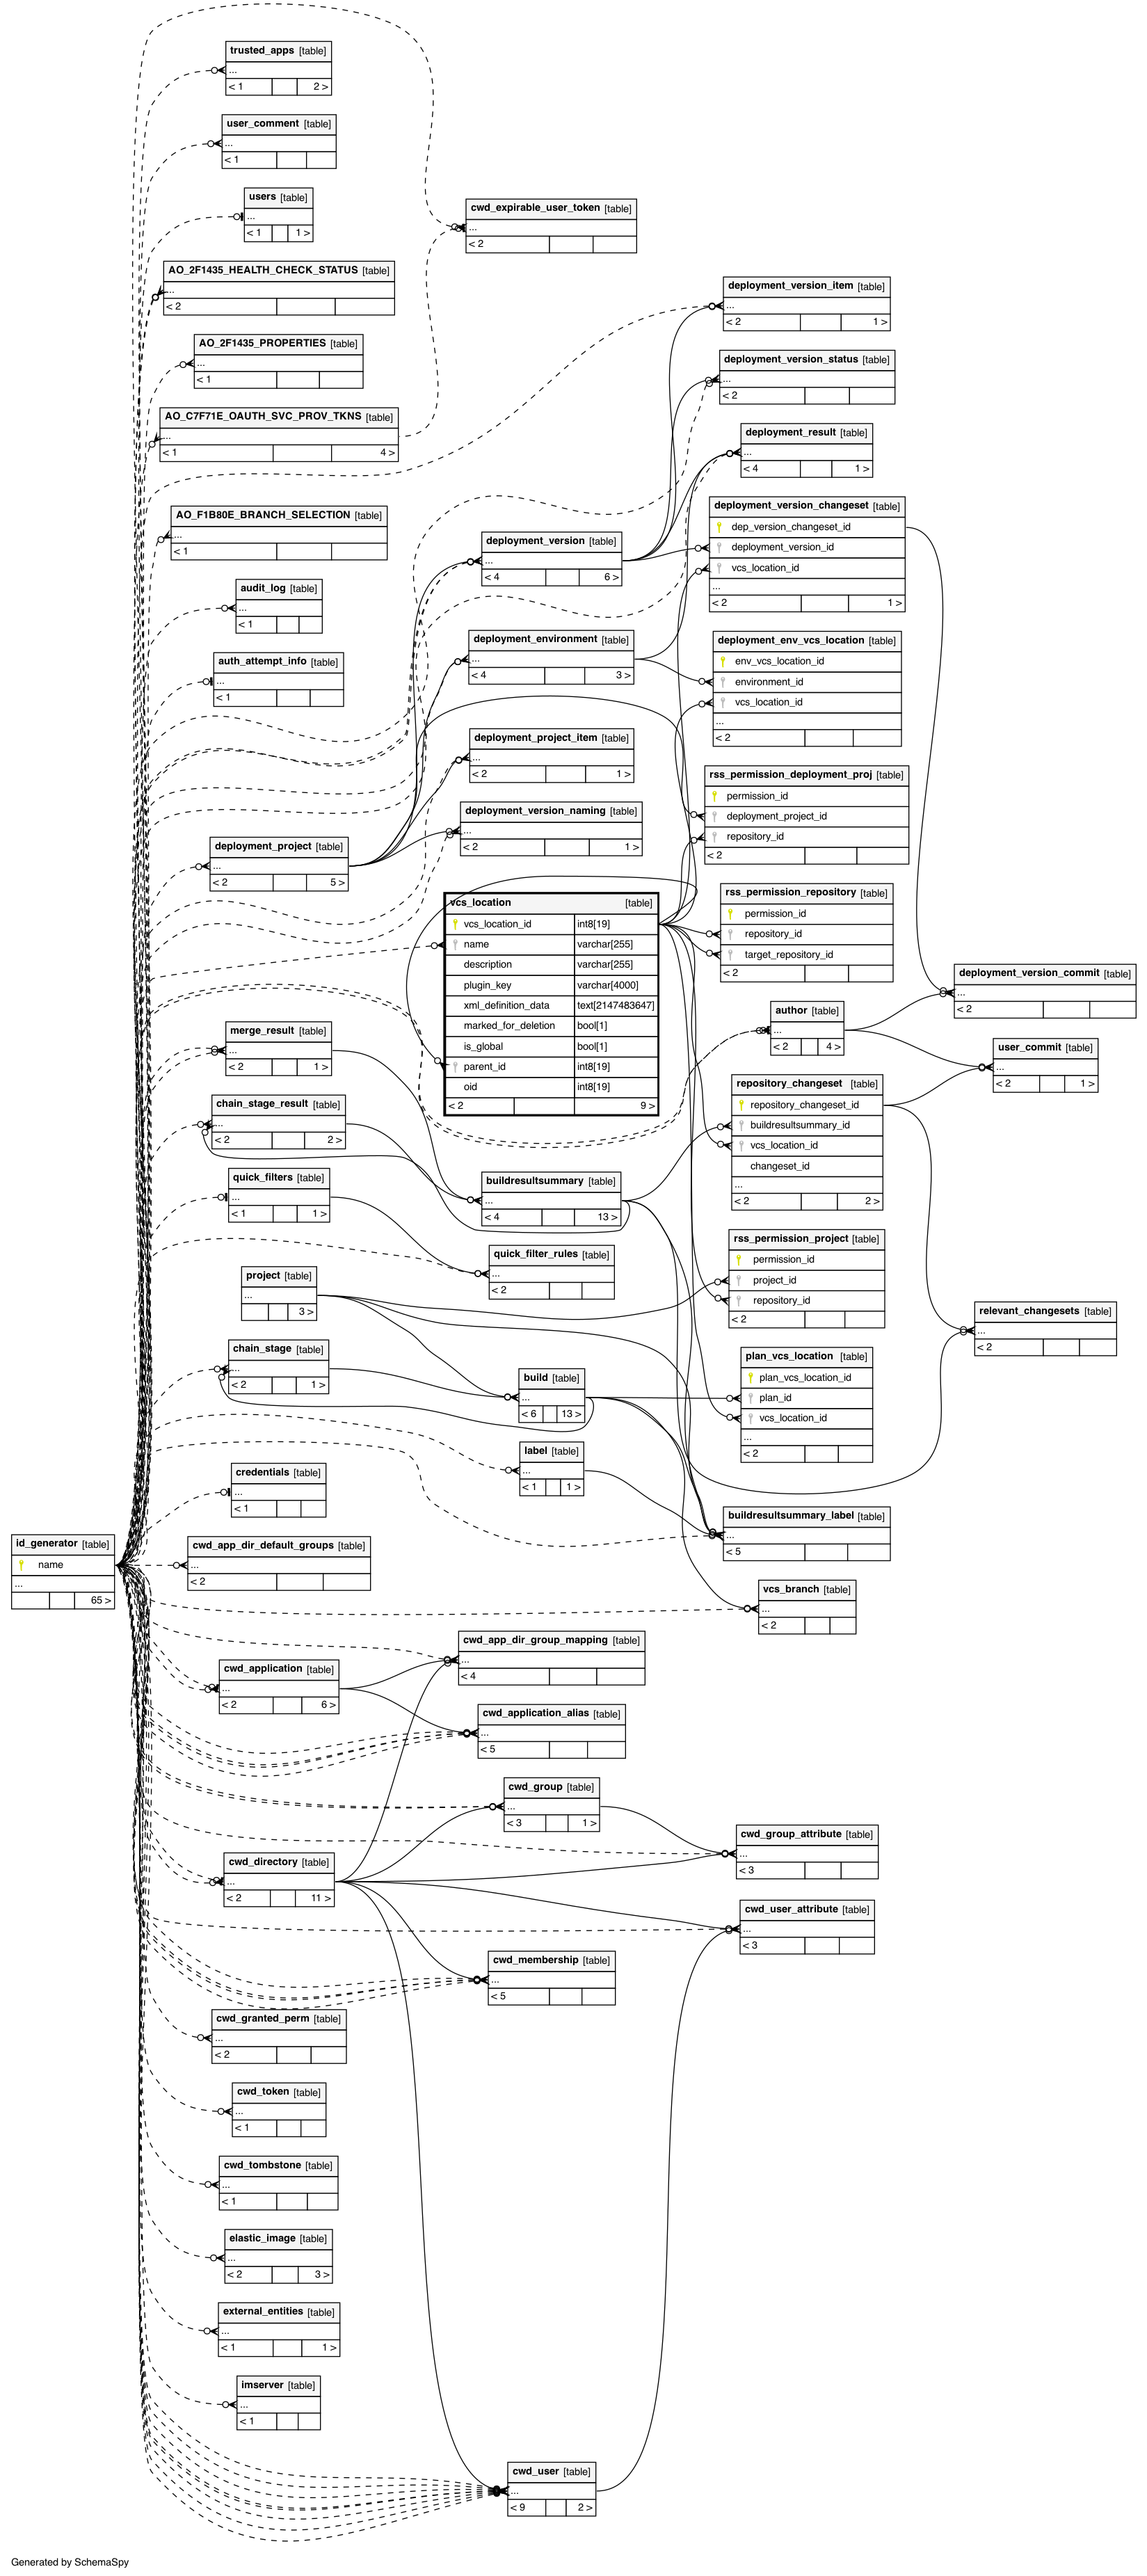 trusted_apps [table]
...
< 1 2 >
user_comment [table]
...
< 1
users [table]
...
< 1 1 >
cwd_expirable_user_token [table]
...
< 2
AO_2F1435_HEALTH_CHECK_STATUS [table]
...
< 2
deployment_version_item [table]
...
< 2 1 >
AO_2F1435_PROPERTIES [table]
...
< 1
deployment_version_status [table]
...
< 2
AO_C7F71E_OAUTH_SVC_PROV_TKNS [table]
...
< 1 4 >
deployment_result [table]
...
< 4 1 >
AO_F1B80E_BRANCH_SELECTION [table]
...
< 1
deployment_version_changeset [table]
dep_version_changeset_id
deployment_version_id
vcs_location_id
...
< 2 1 >
deployment_version [table]
...
< 4 6 >
audit_log [table]
...
< 1
deployment_environment [table]
...
< 4 3 >
deployment_env_vcs_location [table]
env_vcs_location_id
environment_id
vcs_location_id
...
< 2
auth_attempt_info [table]
...
< 1
deployment_project_item [table]
...
< 2 1 >
rss_permission_deployment_proj [table]
permission_id
deployment_project_id
repository_id
< 2
deployment_version_naming [table]
...
< 2 1 >
deployment_project [table]
...
< 2 5 >
vcs_location [table]
vcs_location_id int8[19]
name varchar[255]
description varchar[255]
plugin_key varchar[4000]
xml_definition_data text[2147483647]
marked_for_deletion bool[1]
is_global bool[1]
parent_id int8[19]
oid int8[19]
< 2 9 >
rss_permission_repository [table]
permission_id
repository_id
target_repository_id
< 2
deployment_version_commit [table]
...
< 2
author [table]
...
< 2 4 >
merge_result [table]
...
< 2 1 >
user_commit [table]
...
< 2 1 >
repository_changeset [table]
repository_changeset_id
buildresultsummary_id
vcs_location_id
changeset_id
...
< 2 2 >
chain_stage_result [table]
...
< 2 2 >
quick_filters [table]
...
< 1 1 >
buildresultsummary [table]
...
< 4 13 >
rss_permission_project [table]
permission_id
project_id
repository_id
< 2
quick_filter_rules [table]
...
< 2
project [table]
...
3 >
relevant_changesets [table]
...
< 2
chain_stage [table]
...
< 2 1 >
plan_vcs_location [table]
plan_vcs_location_id
plan_id
vcs_location_id
...
< 2
build [table]
...
< 6 13 >
label [table]
...
< 1 1 >
credentials [table]
...
< 1
buildresultsummary_label [table]
...
< 5
id_generator [table]
name
...
65 >
cwd_app_dir_default_groups [table]
...
< 2
vcs_branch [table]
...
< 2
cwd_app_dir_group_mapping [table]
...
< 4
cwd_application [table]
...
< 2 6 >
cwd_application_alias [table]
...
< 5
cwd_group [table]
...
< 3 1 >
cwd_group_attribute [table]
...
< 3
cwd_directory [table]
...
< 2 11 >
cwd_user_attribute [table]
...
< 3
cwd_membership [table]
...
< 5
cwd_granted_perm [table]
...
< 2
cwd_token [table]
...
< 1
cwd_tombstone [table]
...
< 1
elastic_image [table]
...
< 2 3 >
external_entities [table]
...
< 1 1 >
imserver [table]
...
< 1
cwd_user [table]
...
< 9 2 >
Generated by SchemaSpy